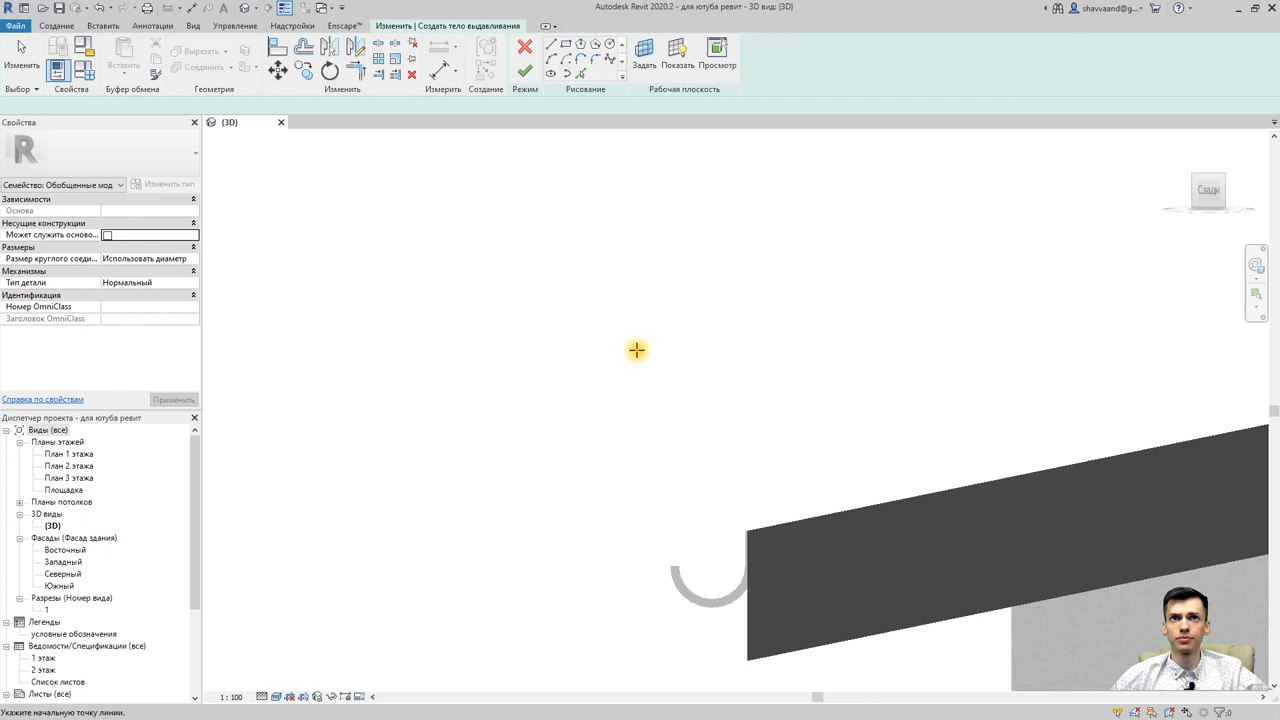 Autodesk Revit 2020.2 - для ютуба ревит - 3D вид: {3D}
shavvaand@g...
Файл Создание Вставить Аннотации Вид Управление Надстройки Enscape™ Изменить | Создать тело выдавливания
Изменить
Вставить
Вырезать
Соединить
Задать Показать Просмотр
Выбор Свойства Буфер обмена Геометрия Изменить Измерить Создание Режим Рисование Рабочая плоскость
Свойства
{3D}
Семейство: Обобщенные мод
Изменить тип
Зависимости
Основа
Несущие конструкции
Может служить осново...
Размеры
Размер круглого соеди... Использовать диаметр
Механизмы
Тип детали Нормальный
Идентификация
Номер OmniClass
Заголовок OmniClass
Справка по свойствам
Применить
Диспетчер проекта - для ютуба ревит
Виды (все)
Планы этажей
План 1 этажа
План 2 этажа
План 3 этажа
Площадка
Планы потолков
3D виды
{3D}
Фасады (Фасад здания)
Восточный
Западный
Северный
Южный
Разрезы (Номер вида)
1
Легенды
условные обозначения
Ведомости/Спецификации (все)
1 этаж
2 этаж
Список листов
Листы (все)
Сзади
1 : 100
Укажите начальную точку линии.
:0